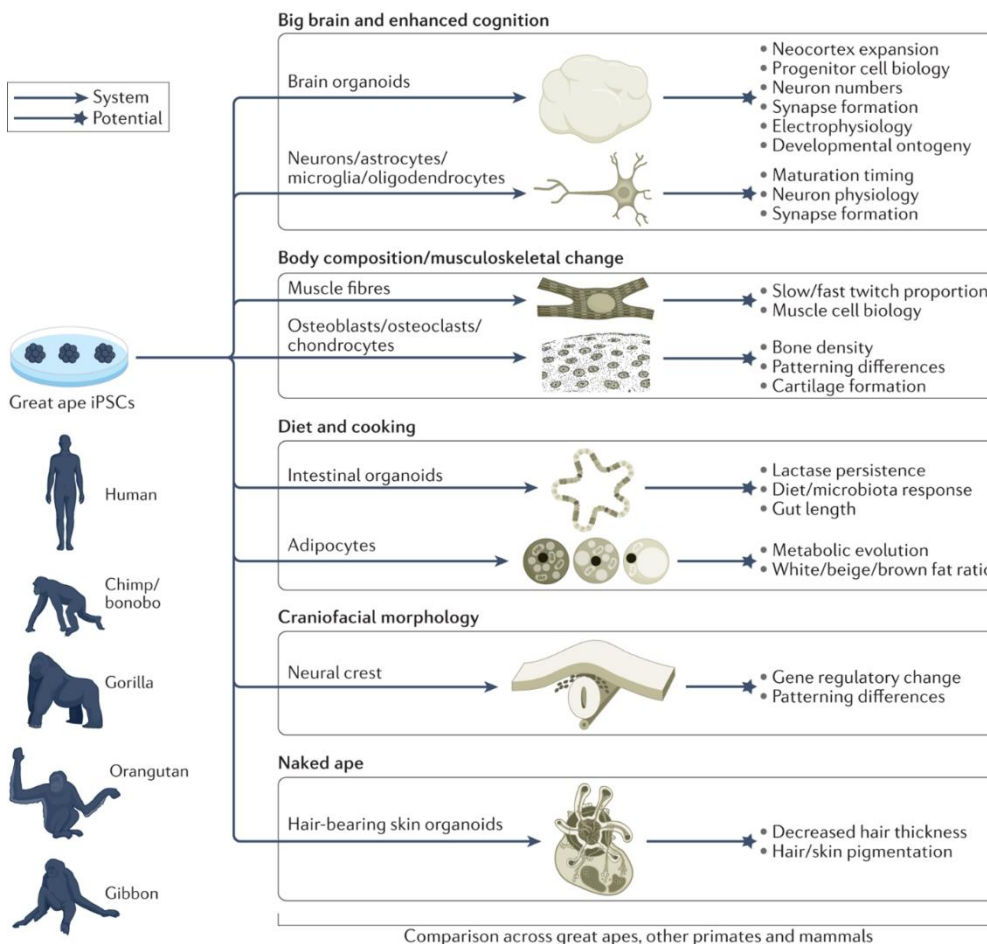 System
Potential
Great ape iPSCs
Human
Chimp/
bonobo
Gorilla
Orangutan
Gibbon
Big brain and enhanced cognition
Brain organoids
• Neocortex expansion
• Progenitor cell biology
• Neuron numbers
• Synapse formation
• Electrophysiology
• Developmental ontogeny
Neurons/astrocytes/
microglia/oligodendrocytes
• Maturation timing
• Neuron physiology
• Synapse formation
Body composition/musculoskeletal change
Muscle fibres
• Slow/fast twitch proportion
• Muscle cell biology
Osteoblasts/osteoclasts/
chondrocytes
• Bone density
• Patterning differences
• Cartilage formation
Diet and cooking
Intestinal organoids
• Lactase persistence
• Diet/microbiota response
• Gut length
Adipocytes
• Metabolic evolution
• White/beige/brown fat ratio
Craniofacial morphology
Neural crest
• Gene regulatory change
• Patterning differences
Naked ape
Hair-bearing skin organoids
• Decreased hair thickness
• Hair/skin pigmentation
Comparison across great apes, other primates and mammals